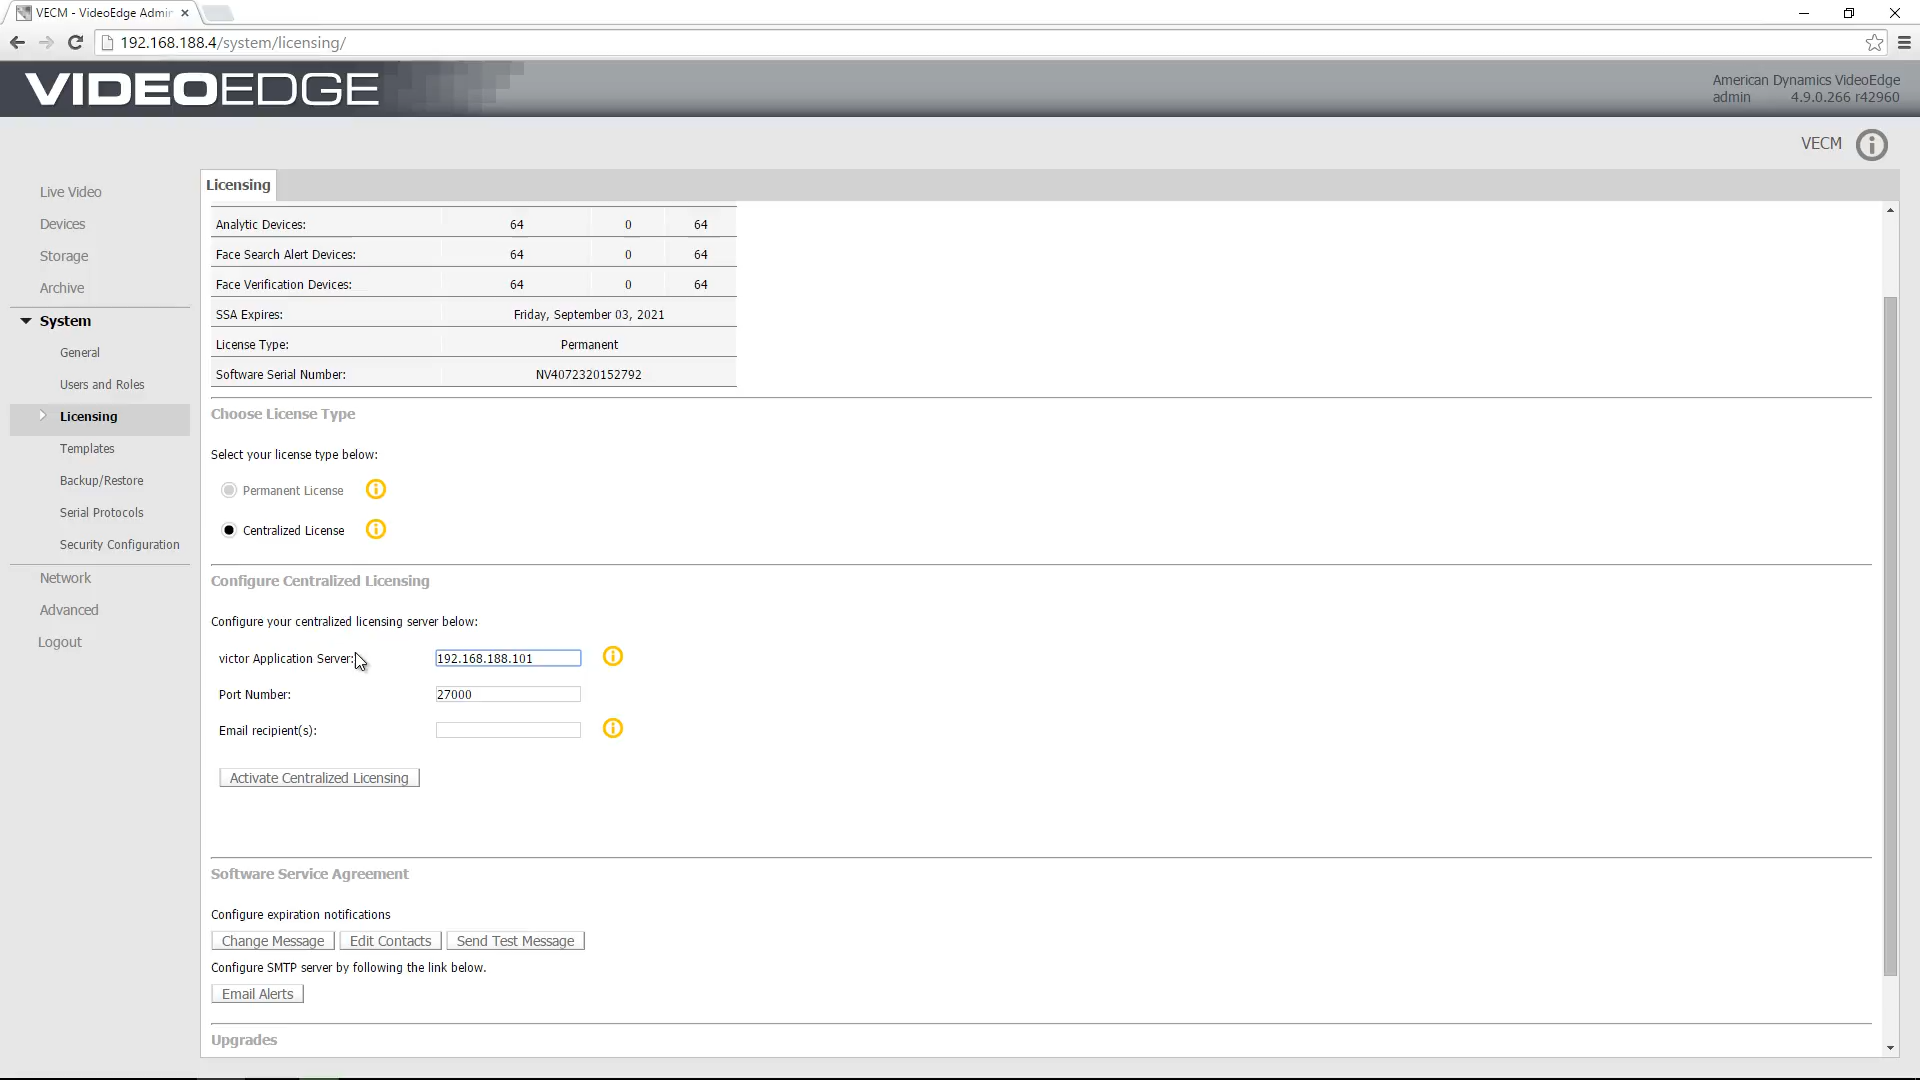 VECM - VideoEdge Admin
192.168.188.4/system/licensing/
VIDEOEDGE
American Dynamics VideoEdge
admin 4.9.0.266 r42960
VECM
Live Video
Devices
Storage
Archive
System
General
Users and Roles
Licensing
Templates
Backup/Restore
Serial Protocols
Security Configuration
Network
Advanced
Logout
Licensing
Analytic Devices: 64 0 64
Face Search Alert Devices: 64 0 64
Face Verification Devices: 64 0 64
SSA Expires: Friday, September 03, 2021
License Type: Permanent
Software Serial Number: NV4072320152792
Choose License Type
Select your license type below:
Permanent License
Centralized License
Configure Centralized Licensing
Configure your centralized licensing server below:
victor Application Server: 192.168.188.101
Port Number: 27000
Email recipient(s):
Activate Centralized Licensing
Software Service Agreement
Configure expiration notifications
Change Message Edit Contacts Send Test Message
Configure SMTP server by following the link below.
Email Alerts
Upgrades